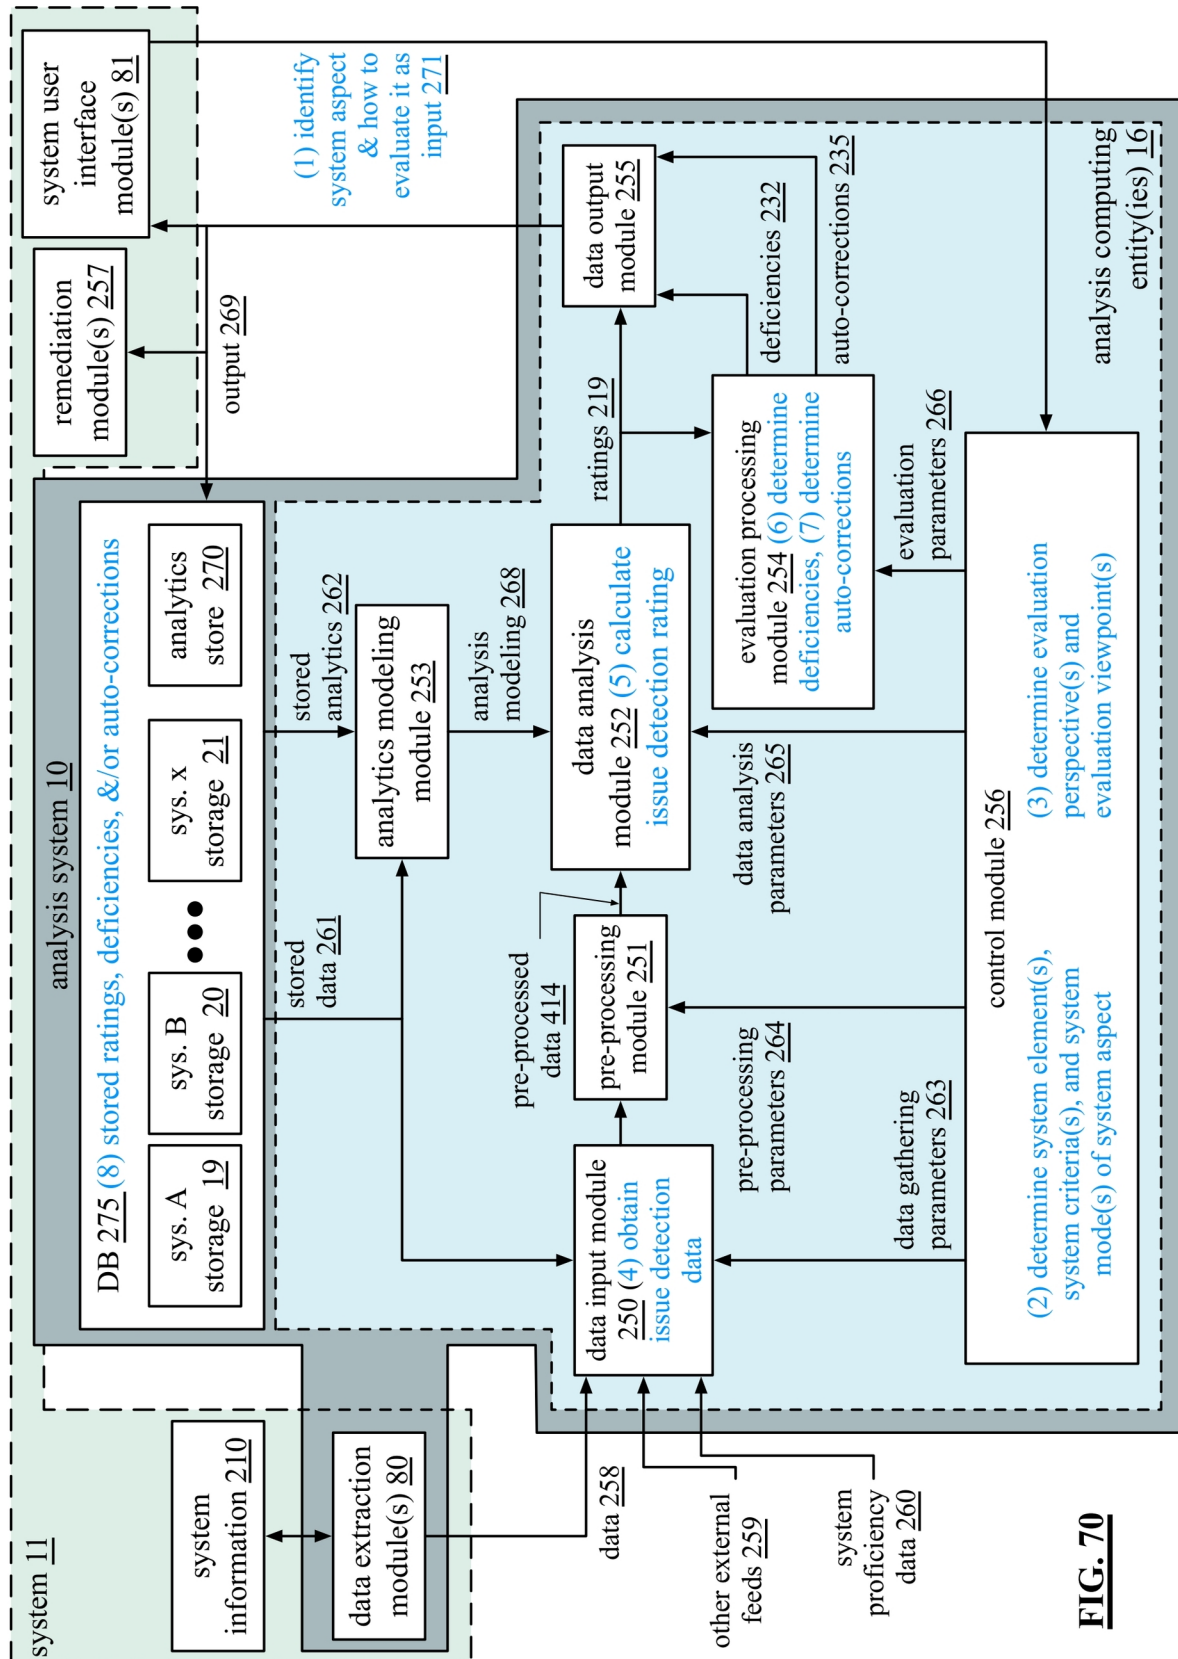 system 11
system
information 210
data extraction
module(s) 80
analysis system 10
DB 275 (8) stored ratings, deficiencies, &/or auto-corrections
sys. A
storage 19
sys. B
storage 20
sys. x
storage 21
analytics
store 270
remediation
module(s) 257
system user
interface
module(s) 81
output 269
(1) identify
system aspect
& how to
evaluate it as
input 271
data 258
other external
feeds 259
system
proficiency
data 260
stored
data 261
stored
analytics 262
analytics modeling
module 253
analysis
modeling 268
data input module
250 (4) obtain
issue detection
data
pre-processed
data 414
pre-processing
module 251
data analysis
module 252 (5) calculate
issue detection rating
ratings 219
data output
module 255
deficiencies 232
auto-corrections 235
evaluation processing
module 254 (6) determine
deficiencies, (7) determine
auto-corrections
data gathering
parameters 263
pre-processing
parameters 264
data analysis
parameters 265
evaluation
parameters 266
control module 256
(2) determine system element(s),
system criteria(s), and system
mode(s) of system aspect
(3) determine evaluation
perspective(s) and
evaluation viewpoint(s)
analysis computing
entity(ies) 16
FIG. 70